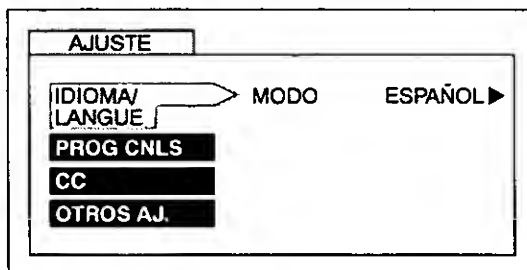 AJUSTE
IDIOMA/ MODO ESPAÑOL▶
LANGUE
PROG CNLS
CC
OTROS AJ.